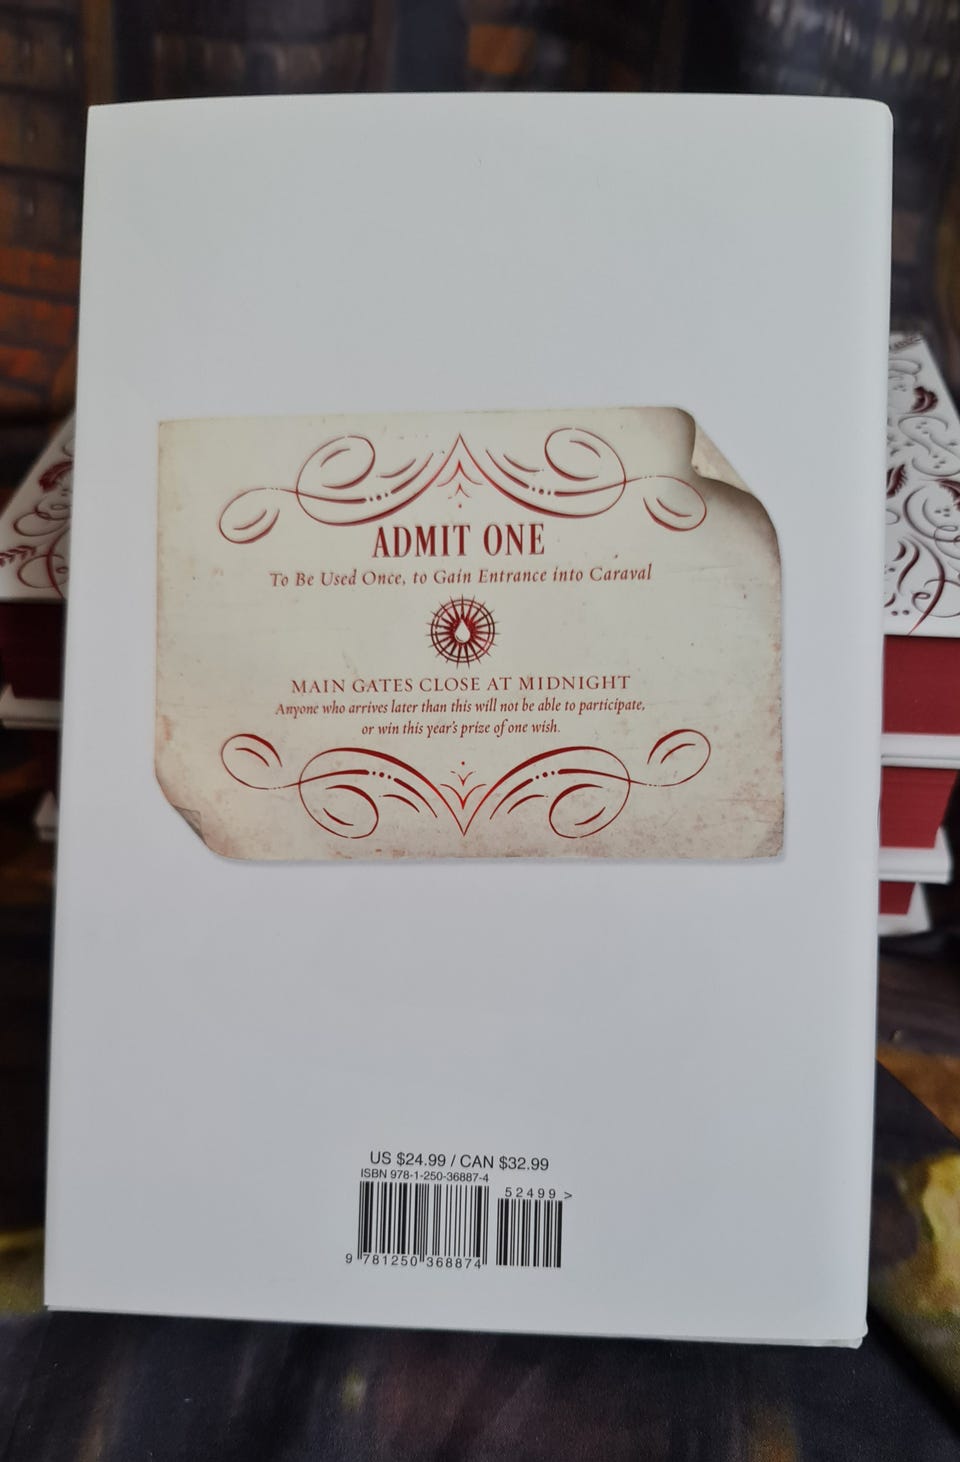 ADMIT ONE
To Be Used Once, to Gain Entrance into Caraval
MAIN GATES CLOSE AT MIDNIGHT
Anyone who arrives later than this will not be able to participate,
or win this year's prize of one wish.
US $24.99 / CAN $32.99
ISBN 978-1-250-36887-4
52499 >
9 781250 368874